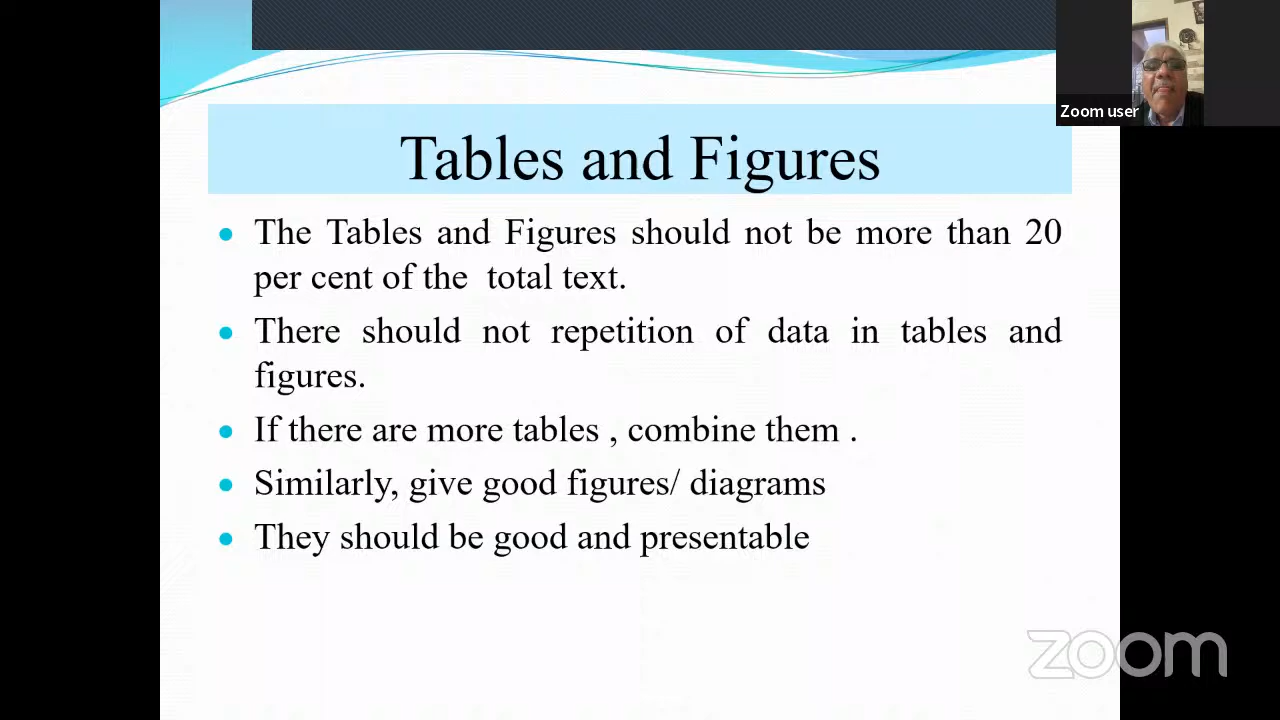 Zoom user
Tables and Figures
The Tables and Figures should not be more than 20
per cent of the total text.
There should not repetition of data in tables and
figures.
If there are more tables , combine them .
Similarly, give good figures/ diagrams
They should be good and presentable
zoom